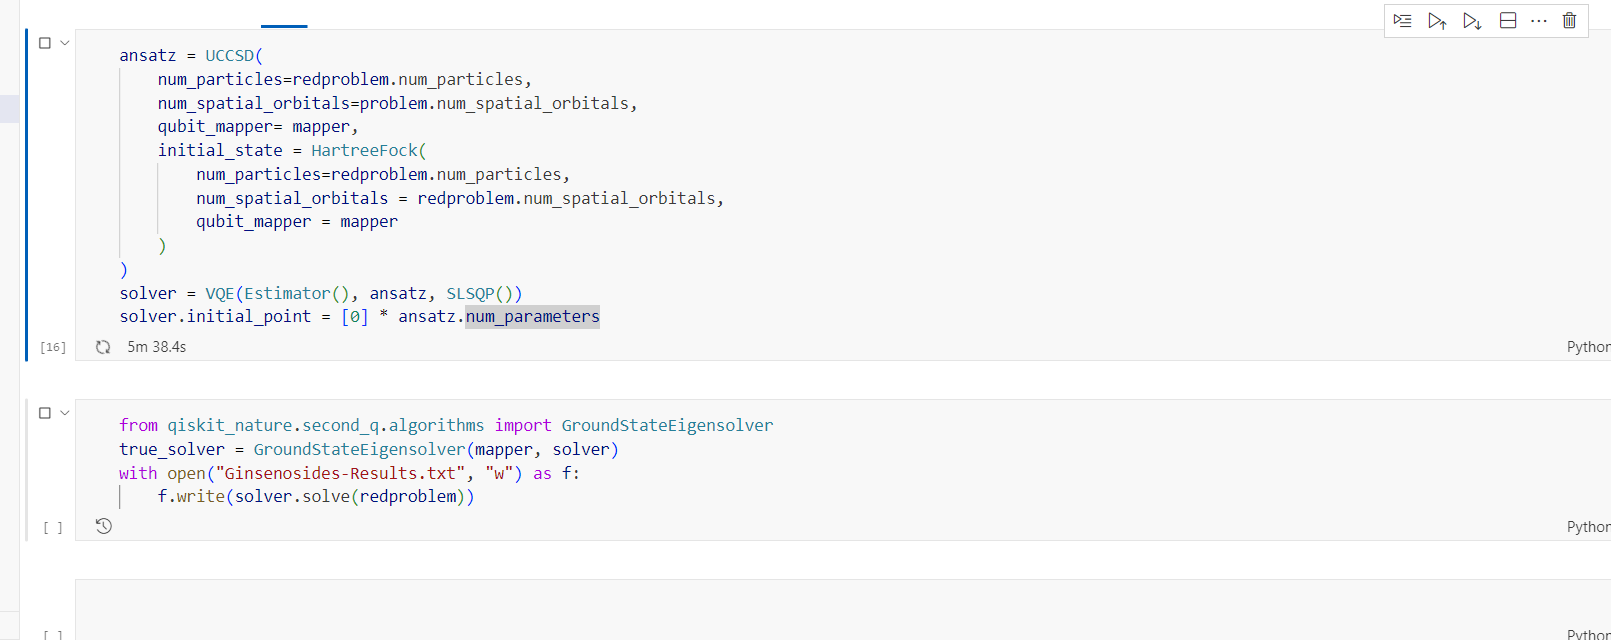 ansatz = UCCSD(
    num_particles=redproblem.num_particles,
    num_spatial_orbitals=problem.num_spatial_orbitals,
    qubit_mapper= mapper,
    initial_state = HartreeFock(
        num_particles=redproblem.num_particles,
        num_spatial_orbitals = redproblem.num_spatial_orbitals,
        qubit_mapper = mapper
    )
)
solver = VQE(Estimator(), ansatz, SLSQP())
solver.initial_point = [0] * ansatz.num_parameters
[16] 5m 38.4s Python
from qiskit_nature.second_q.algorithms import GroundStateEigensolver
true_solver = GroundStateEigensolver(mapper, solver)
with open("Ginsenosides-Results.txt", "w") as f:
    f.write(solver.solve(redproblem))
[ ] Python
[ ] Python